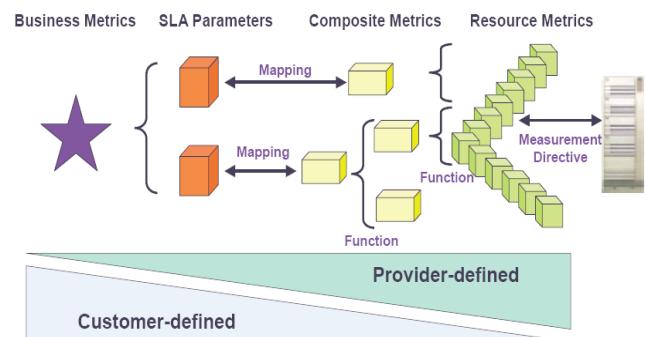 Business Metrics SLA Parameters Composite Metrics Resource Metrics
Mapping
Mapping
Measurement
Directive
Function
Function
Provider-defined
Customer-defined